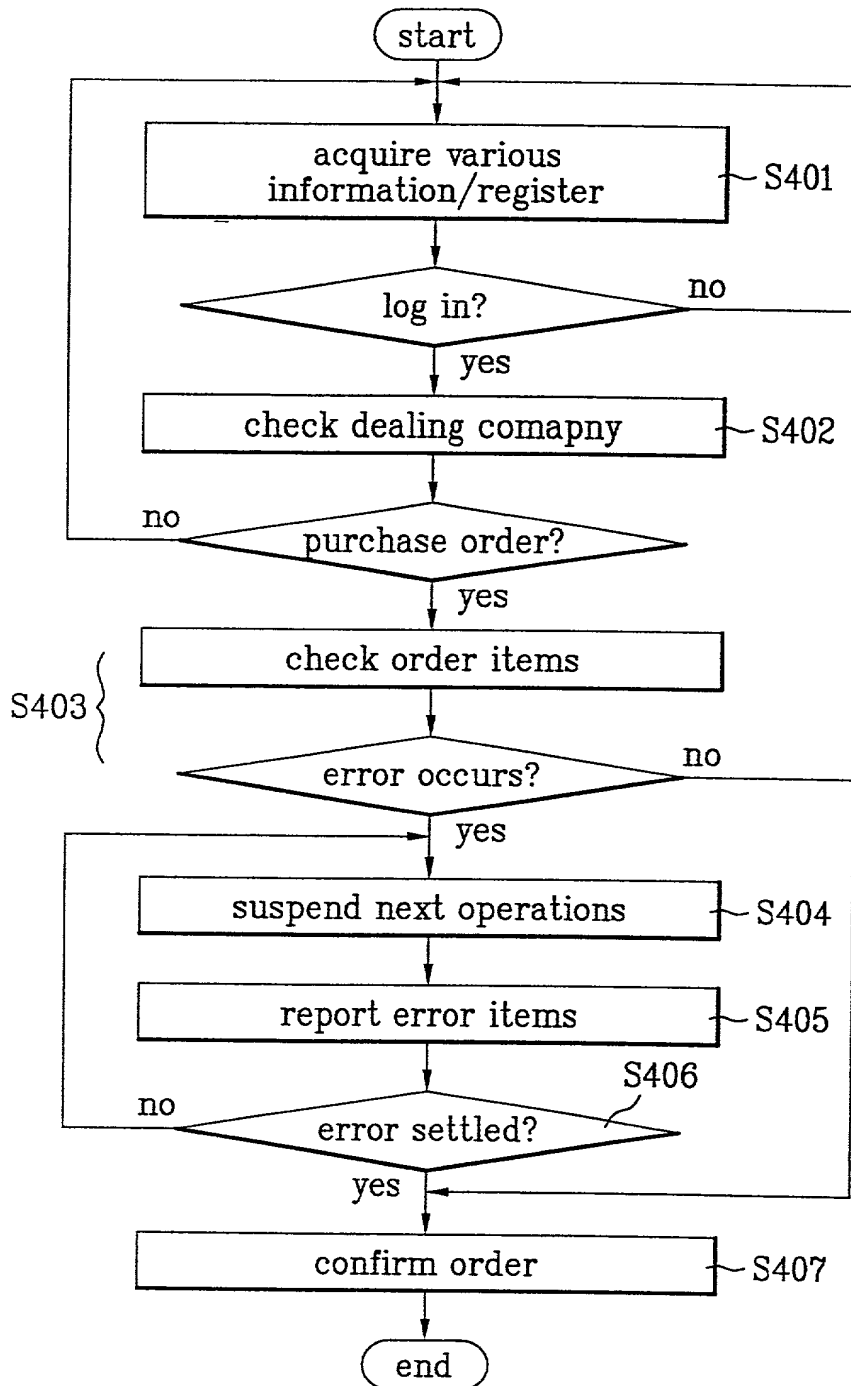 start
acquire various
information/register
S401
log in?
no
yes
check dealing comapny
S402
no
purchase order?
yes
check order items
S403
error occurs?
no
yes
suspend next operations
S404
report error items
S405
S406
no
error settled?
yes
confirm order
S407
end